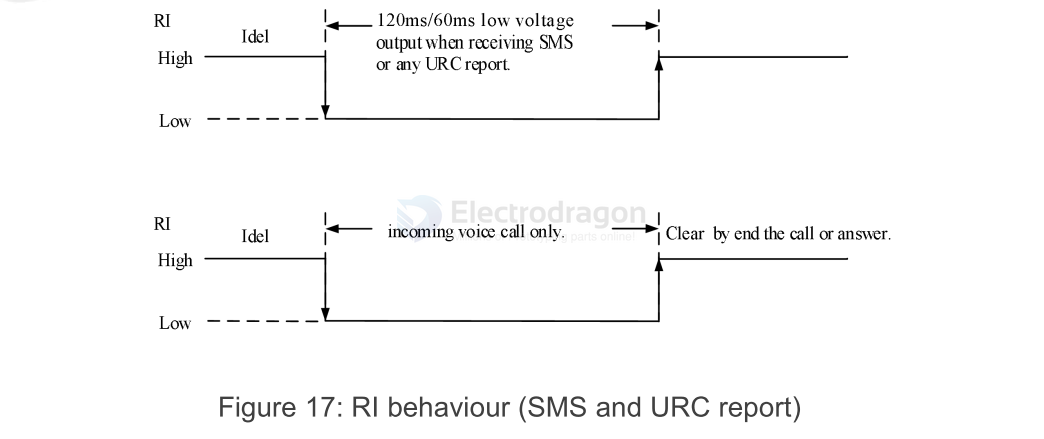 RI
Idel
120ms/60ms low voltage
output when receiving SMS
or any URC report.
High
Low
Electrodragon
RI
Idel
incoming voice call only.
Clear by end the call or answer.
High
Low
Figure 17: RI behaviour (SMS and URC report)